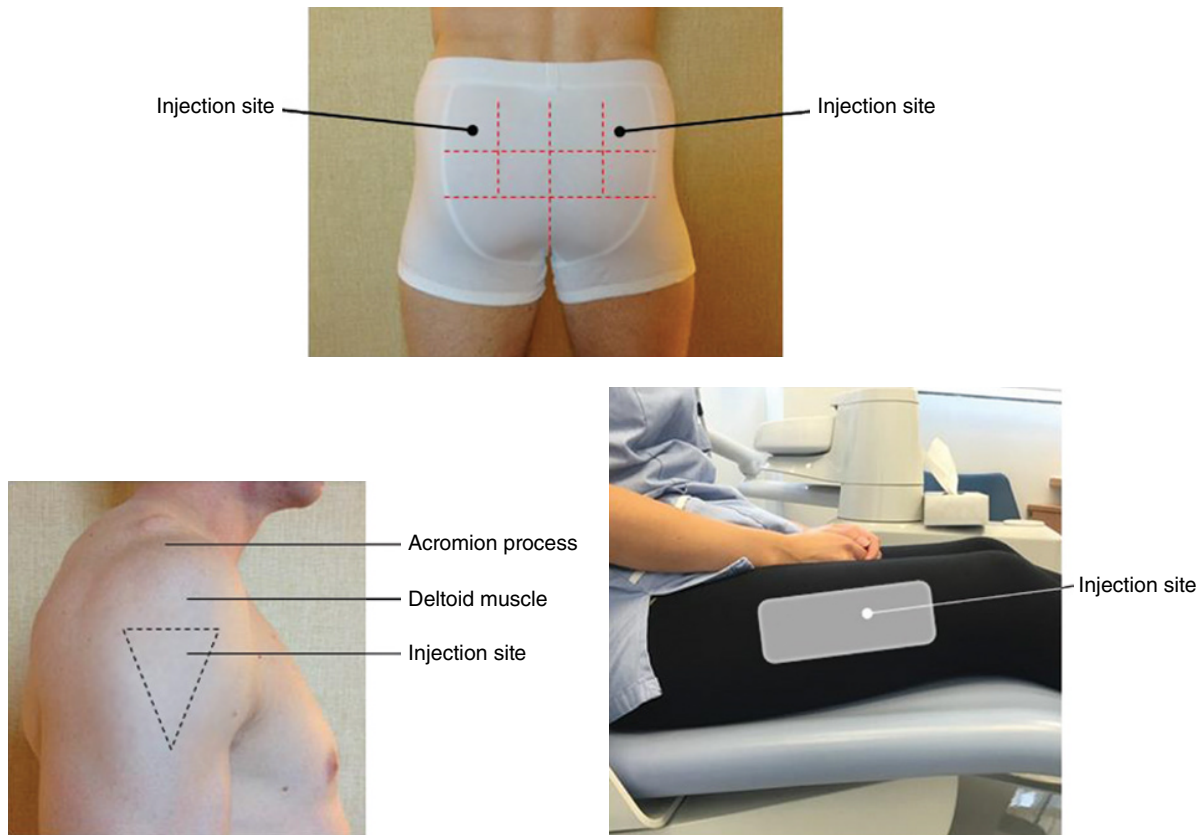 Injection site
Injection site
Acromion process
Deltoid muscle
Injection site
Injection site